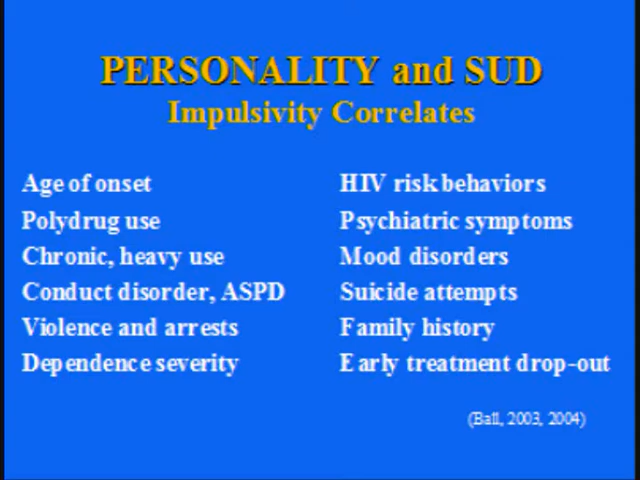 PERSONALITY and SUD
Impulsivity Correlates
Age of onset
Polydrug use
Chronic, heavy use
Conduct disorder, ASPD
Violence and arrests
Dependence severity
HIV risk behaviors
Psychiatric symptoms
Mood disorders
Suicide attempts
Family history
Early treatment drop-out
(Ball, 2003, 2004)